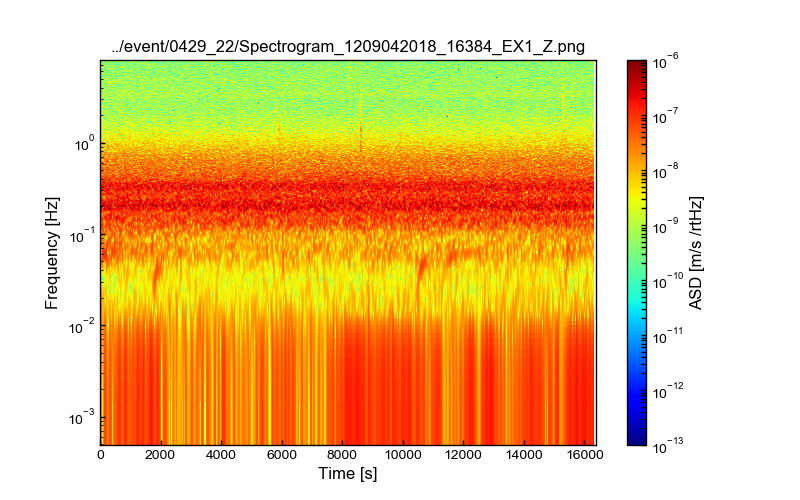 ../event/0429_22/Spectrogram_1209042018_16384_EX1_Z.png
Frequency [Hz]
10⁰
10⁻¹
10⁻²
10⁻³
0 2000 4000 6000 8000 10000 12000 14000 16000
Time [s]
10⁻⁶
10⁻⁷
10⁻⁸
10⁻⁹
10⁻¹⁰
10⁻¹¹
10⁻¹²
10⁻¹³
ASD [m/s /rtHz]